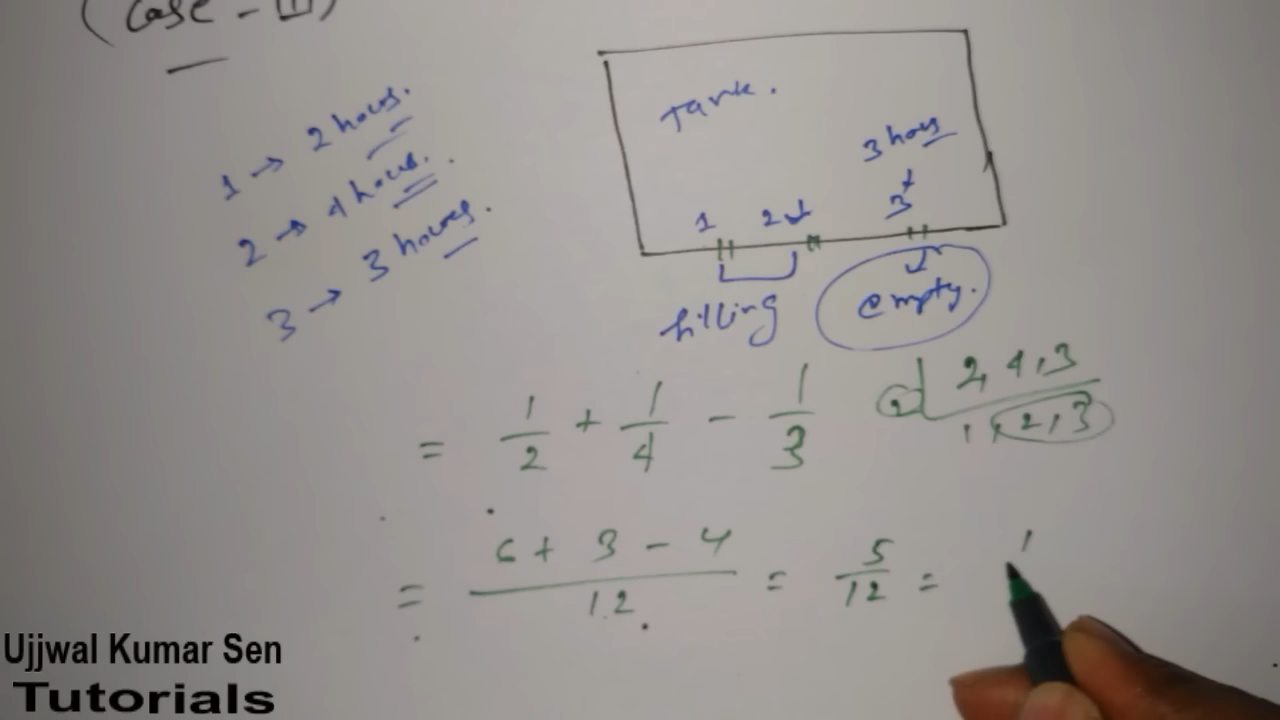 (Case - III)
1 → 2 hours.
2 → 4 hours.
3 → 3 hours.
Tank.
3 hours
1 2 3
filling
empty.
= 1/2 + 1/4 - 1/3
2 | 2, 4, 3
1, 2, 3
= (6 + 3 - 4)/12 = 5/12 = 1
Ujjwal Kumar Sen
Tutorials